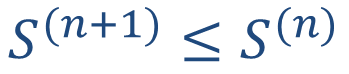 S^{(n+1)} ≤ S^{(n)}